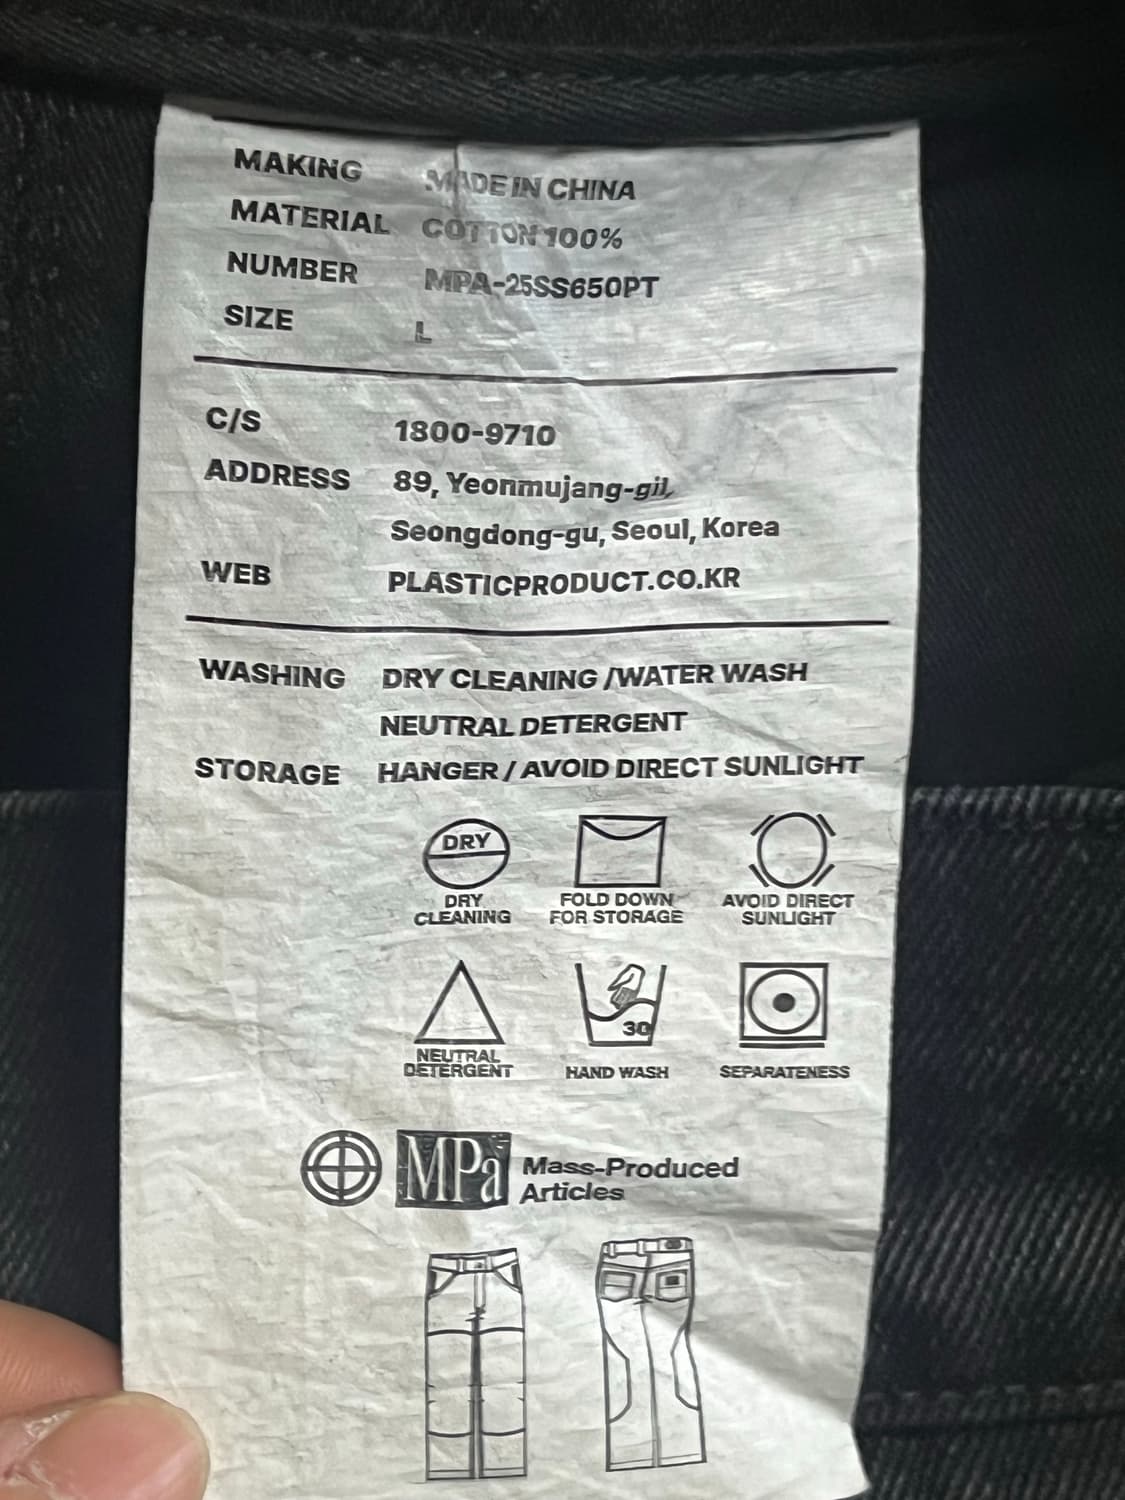 MAKING MADE IN CHINA
MATERIAL COTTON 100%
NUMBER MPA-25SS650PT
SIZE L
C/S 1800-9710
ADDRESS 89, Yeonmujang-gil,
Seongdong-gu, Seoul, Korea
WEB PLASTICPRODUCT.CO.KR
WASHING DRY CLEANING /WATER WASH
NEUTRAL DETERGENT
STORAGE HANGER / AVOID DIRECT SUNLIGHT
DRY
DRY
CLEANING
FOLD DOWN
FOR STORAGE
AVOID DIRECT
SUNLIGHT
NEUTRAL
DETERGENT
30
HAND WASH
SEPARATENESS
MPa Mass-Produced
Articles